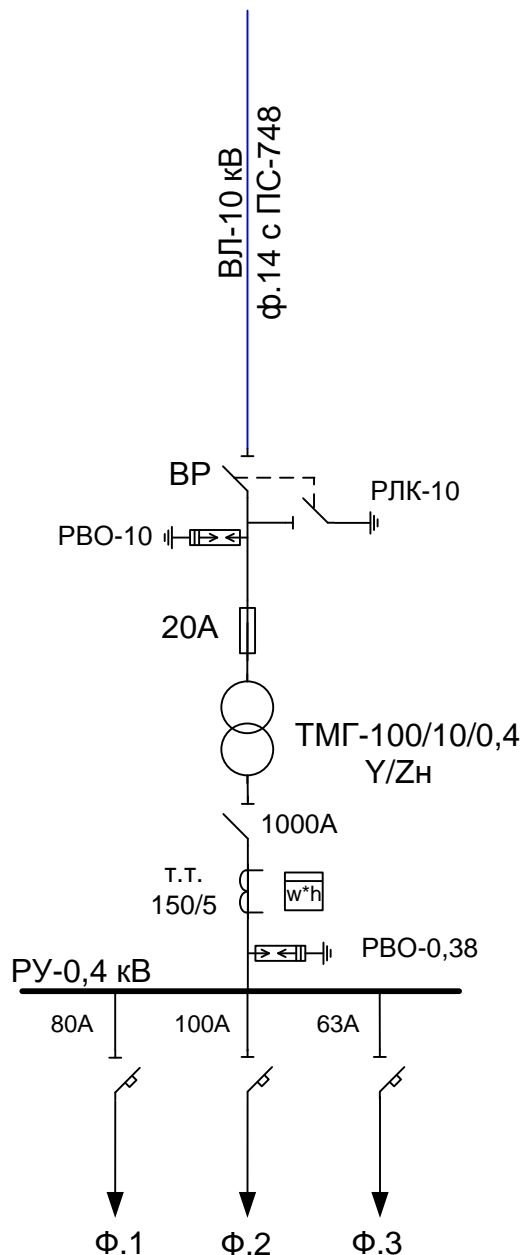 ВЛ-10 кВ
ф.14 с ПС-748
ВР
РЛК-10
РВО-10
20А
ТМГ-100/10/0,4
Y/Zн
1000А
т.т.
150/5
w*h
РВО-0,38
РУ-0,4 кВ
80А
100А
63А
Ф.1
Ф.2
Ф.3